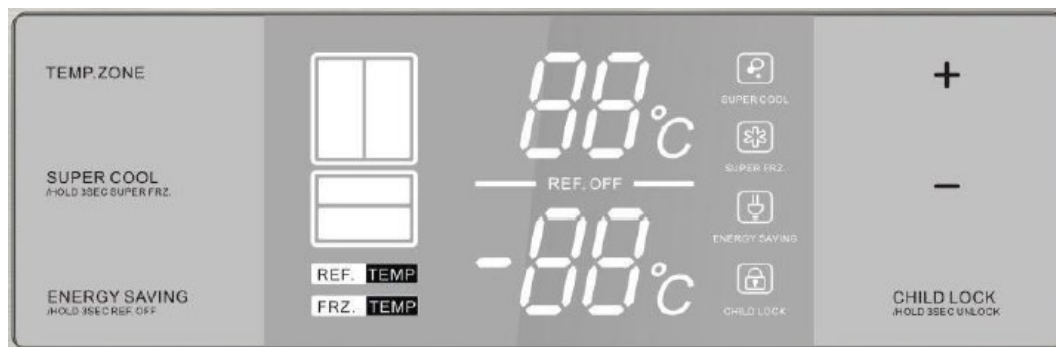 TEMP.ZONE
SUPER COOL
/HOLD 3SEC SUPER FRZ.
ENERGY SAVING
/HOLD 3SEC REF. OFF
REF. TEMP
FRZ. TEMP
88°C
REF. OFF
-88°C
SUPER COOL
SUPER FRZ.
ENERGY SAVING
CHILD LOCK
+
−
CHILD LOCK
/HOLD 3SEC UNLOCK